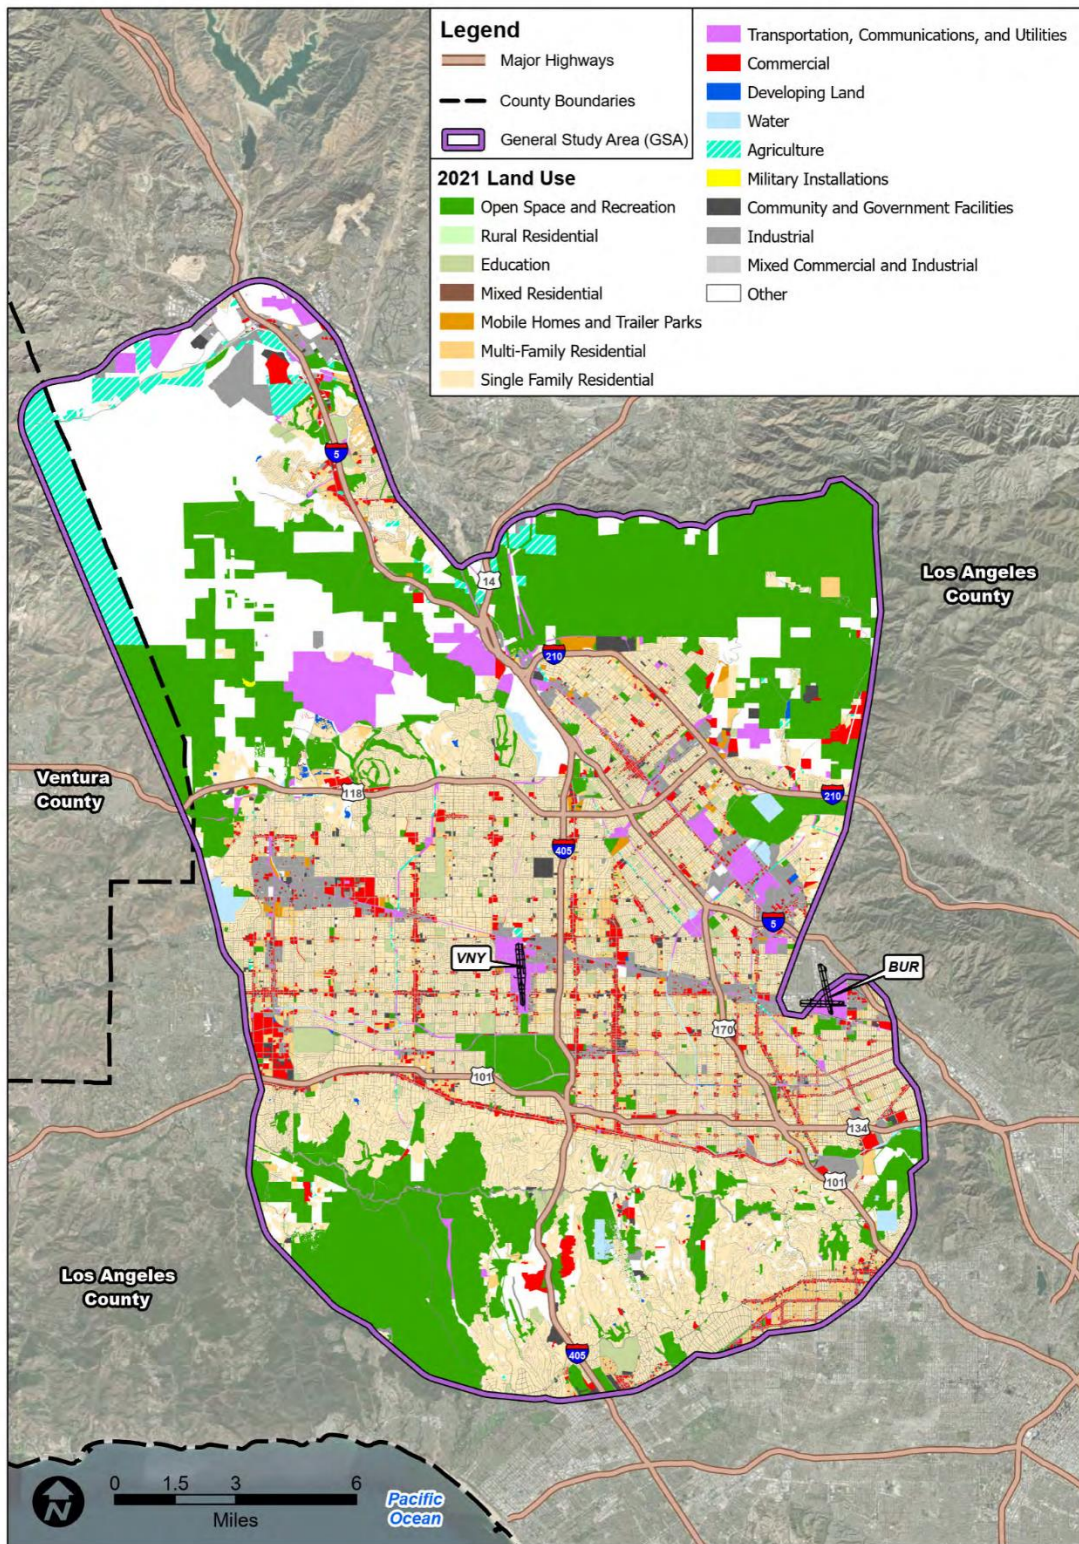 Legend
Major Highways
County Boundaries
General Study Area (GSA)
2021 Land Use
Open Space and Recreation
Rural Residential
Education
Mixed Residential
Mobile Homes and Trailer Parks
Multi-Family Residential
Single Family Residential
Transportation, Communications, and Utilities
Commercial
Developing Land
Water
Agriculture
Military Installations
Community and Government Facilities
Industrial
Mixed Commercial and Industrial
Other
5
14
Los Angeles
County
210
Ventura
County
118
210
405
5
VNY
BUR
170
101
134
101
Los Angeles
County
405
N
0 1.5 3 6
Miles
Pacific
Ocean